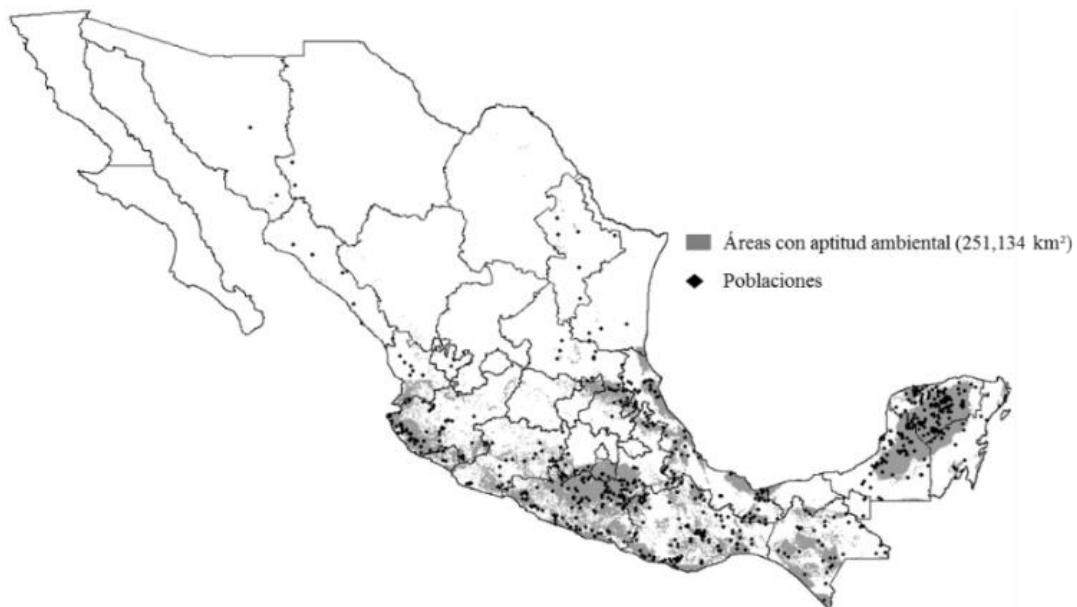 Áreas con aptitud ambiental (251,134 km²)
Poblaciones